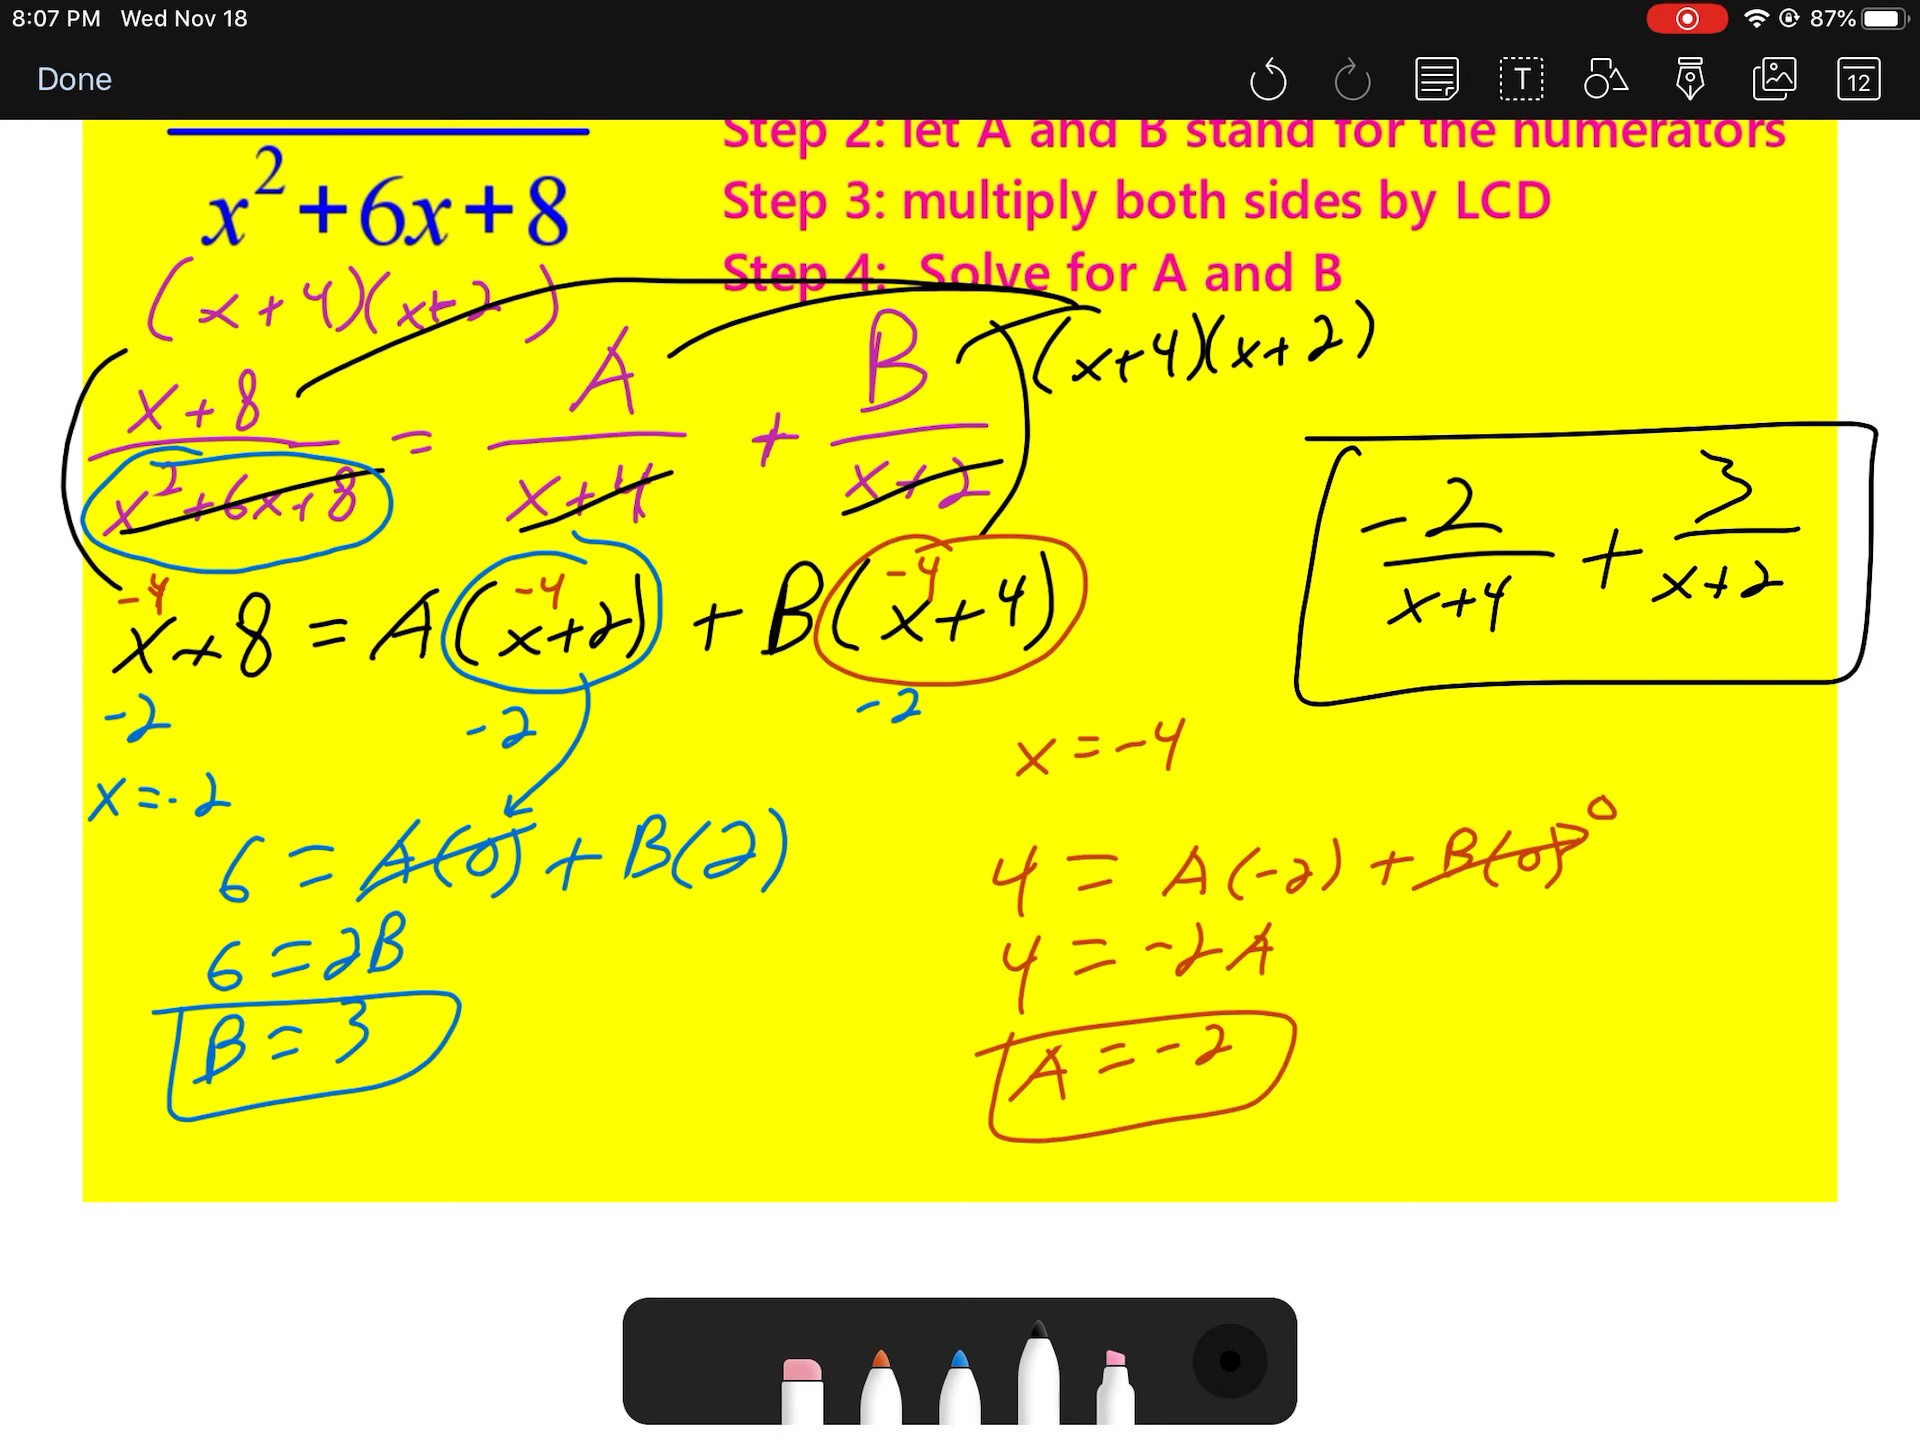 8:07 PM Wed Nov 18
87%
Done
T
12
Step 2: let A and B stand for the numerators
x²+6x+8
Step 3: multiply both sides by LCD
Step 4: Solve for A and B
(x+4)(x+2)
(x+4)(x+2)
x+8 = A + B
x²+6x+8 x+4 x+2
-2 + 3
x+4 x+2
-4 -4 -4
x+8 = A(x+2) + B(x+4)
-2 -2 -2
x=-4
x=-2
6 = A(0) + B(2)
4 = A(-2) + B(0) 0
6 = 2B
4 = -2A
B = 3
A = -2